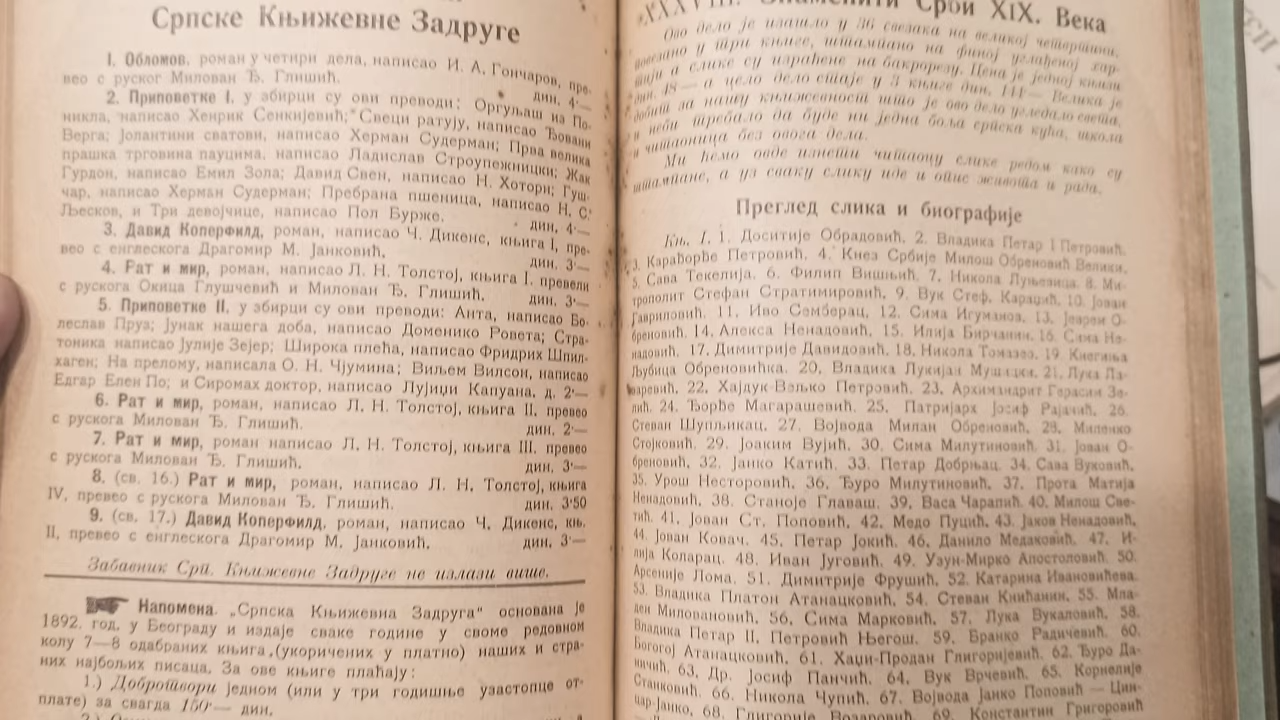 Српске Књижевне Задруге
1. Обломов, роман у четири дела, написао И. А. Гончаров, пре-
вео с руског Милован Ђ. Глишић. дин. 4·—
2. Приповетке I, у збирци су ови преводи: Оргуљаш из По-
никла, написао Хенрик Сенкијевић; Свеци ратују, написао Ђовани
Верга; Јолантини сватови, написао Херман Судерман; Прва велика
прашка трговина пауцима, написао Ладислав Строупежницки; Жак
Гурдон, написао Емил Зола; Давид Свен, написао Н. Хоторн; Гуш-
чар, написао Херман Судерман; Пребрана пшеница, написао Н. С.
Љесков, и Три девојчице, написао Пол Бурже. дин. 4·—
3. Давид Коперфилд, роман, написао Ч. Дикенс, књига I, пре-
вео с енглескога Драгомир М. Јанковић. дин. 3·—
4. Рат и мир, роман, написао Л. Н. Толстој, књига I. превели
с рускога Окица Глушчевић и Милован Ђ. Глишић. дин. 3·—
5. Приповетке II, у збирци су ови преводи: Анта, написао Бо-
леслав Пруз; Јунак нашега доба, написао Доменико Ровета; Стра-
тоника написао Јулије Зејер; Широка плећа, написао Фридрих Шпил-
хаген; На прелому, написала О. Н. Чјумина; Виљем Вилсон, написао
Едгар Елен По; и Сиромах доктор, написао Лујиџи Капуана, д. 2·—
6. Рат и мир, роман, написао Л. Н. Толстој, књига II, превео
с рускога Милован Ђ. Глишић. дин. 2·—
7. Рат и мир, роман написао Л. Н. Толстој, књига III. превео
с рускога Милован Ђ. Глишић. дин. 3·—
8. (св. 16.) Рат и мир, роман, написао Л. Н. Толстој, књига
IV, превео с рускога Милован Ђ. Глишић. дин. 3·50
9. (св. 17.) Давид Коперфилд, роман, написао Ч. Дикенс, књ.
II, превео с енглескога Драгомир М. Јанковић. дин. 3·—
Забавник Срп. Књижевне Задруге не излази више.
Напомена. „Српска Књижевна Задруга“ основана је
1892. год. у Београду и издаје сваке године у своме редовном
колу 7—8 одабраних књига (укоричених у платно) наших и стра-
них најбољих писаца. За ове књиге плаћају:
1.) Добротвори једном (или у три годишње узастопце от-
плате) за свагда 150·— дин.
XXXVIII. Знаменити Срби XIX. Века
Ово дело је изашло у 36 свезака на великој четвртини,
повезано у три књиге, штампано на финој углађеној хар-
тији а слике су израђене на бакрорезу. Цена је једној књизи
дин. 48— а цело дело стаје у 3 књиге дин. 144— Велика је
добит за нашу књижевност што је ово дело угледало света,
и неби требало да буде ни једна боља српска кућа, школа
и читаоница без овога дела.
Ми ћемо овде изнети читаоцу слике редом како су
штампане, а уз сваку слику иде и опис живота и рада.
Преглед слика и биографије
Књ. I. 1. Доситије Обрадовић, 2. Владика Петар I Петровић,
3. Карађорђе Петровић, 4. Кнез Србије Милош Обреновић Велики,
5. Сава Текелија, 6. Филип Вишњић, 7. Никола Луњевица, 8. Ми-
трополит Стефан Стратимировић, 9. Вук Стеф. Караџић, 10. Јован
Гавриловић, 11. Иво Семберац, 12. Сима Игуманов, 13. Јеврем О-
бреновић, 14. Алекса Ненадовић, 15. Илија Бирчанин, 16. Сима Не-
надовић, 17. Димитрије Давидовић, 18. Никола Томазео, 19. Кнегиња
Љубица Обреновићка, 20. Владика Лукијан Мушицки, 21. Лука Ла-
заревић, 22. Хајдук-Вељко Петровић, 23. Архимандрит Герасим Зе-
лић, 24. Ђорђе Магарашевић, 25. Патријарх Јосиф Рајачић, 26.
Стеван Шупљикац, 27. Војвода Милан Обреновић, 28. Миленко
Стојковић, 29. Јоаким Вујић, 30. Сима Милутиновић, 31. Јован О-
бреновић, 32. Јанко Катић, 33. Петар Добрњац, 34. Сава Вуковић,
35. Урош Несторовић, 36. Ђуро Милутиновић, 37. Прота Матија
Ненадовић, 38. Станоје Главаш, 39. Васа Чарапић, 40. Милош Све-
тић, 41. Јован Ст. Поповић, 42. Медо Пуцић, 43. Јаков Ненадовић,
44. Јован Ковач, 45. Петар Јокић, 46. Данило Медаковић, 47. И-
лија Коларац, 48. Иван Југовић, 49. Узун-Мирко Апостоловић, 50.
Арсеније Лома, 51. Димитрије Фрушић, 52. Катарина Ивановићева,
53. Владика Платон Атанацковић, 54. Стеван Книћанин, 55. Мла-
ден Миловановић, 56. Сима Марковић, 57. Лука Вукаловић, 58.
Владика Петар II, Петровић Његош, 59. Бранко Радичевић, 60.
Богољ Атанацковић, 61. Хаџи-Продан Глигоријевић, 62. Ђуро Да-
ничић, 63. Др. Јосиф Панчић, 64. Вук Врчевић, 65. Корнелије
Станковић, 66. Никола Чупић, 67. Војвода Јанко Поповић — Цин-
цар-Јанко, 68. Глигорије Возаровић, 69. Константин Григоровић